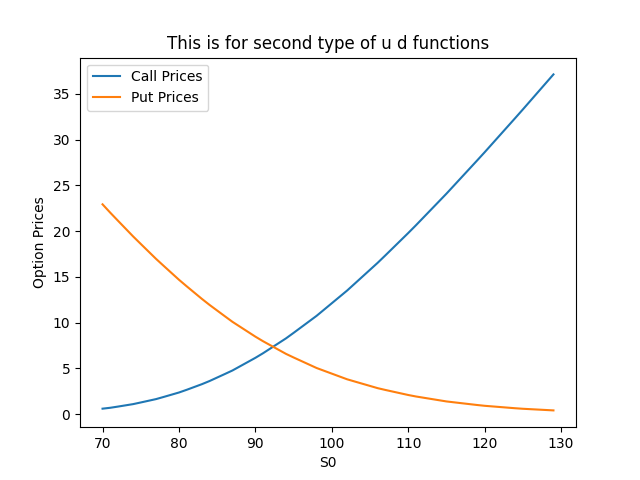 This is for second type of u d functions
Call Prices
Put Prices
Option Prices
35
30
25
20
15
10
5
0
70 80 90 100 110 120 130
S0